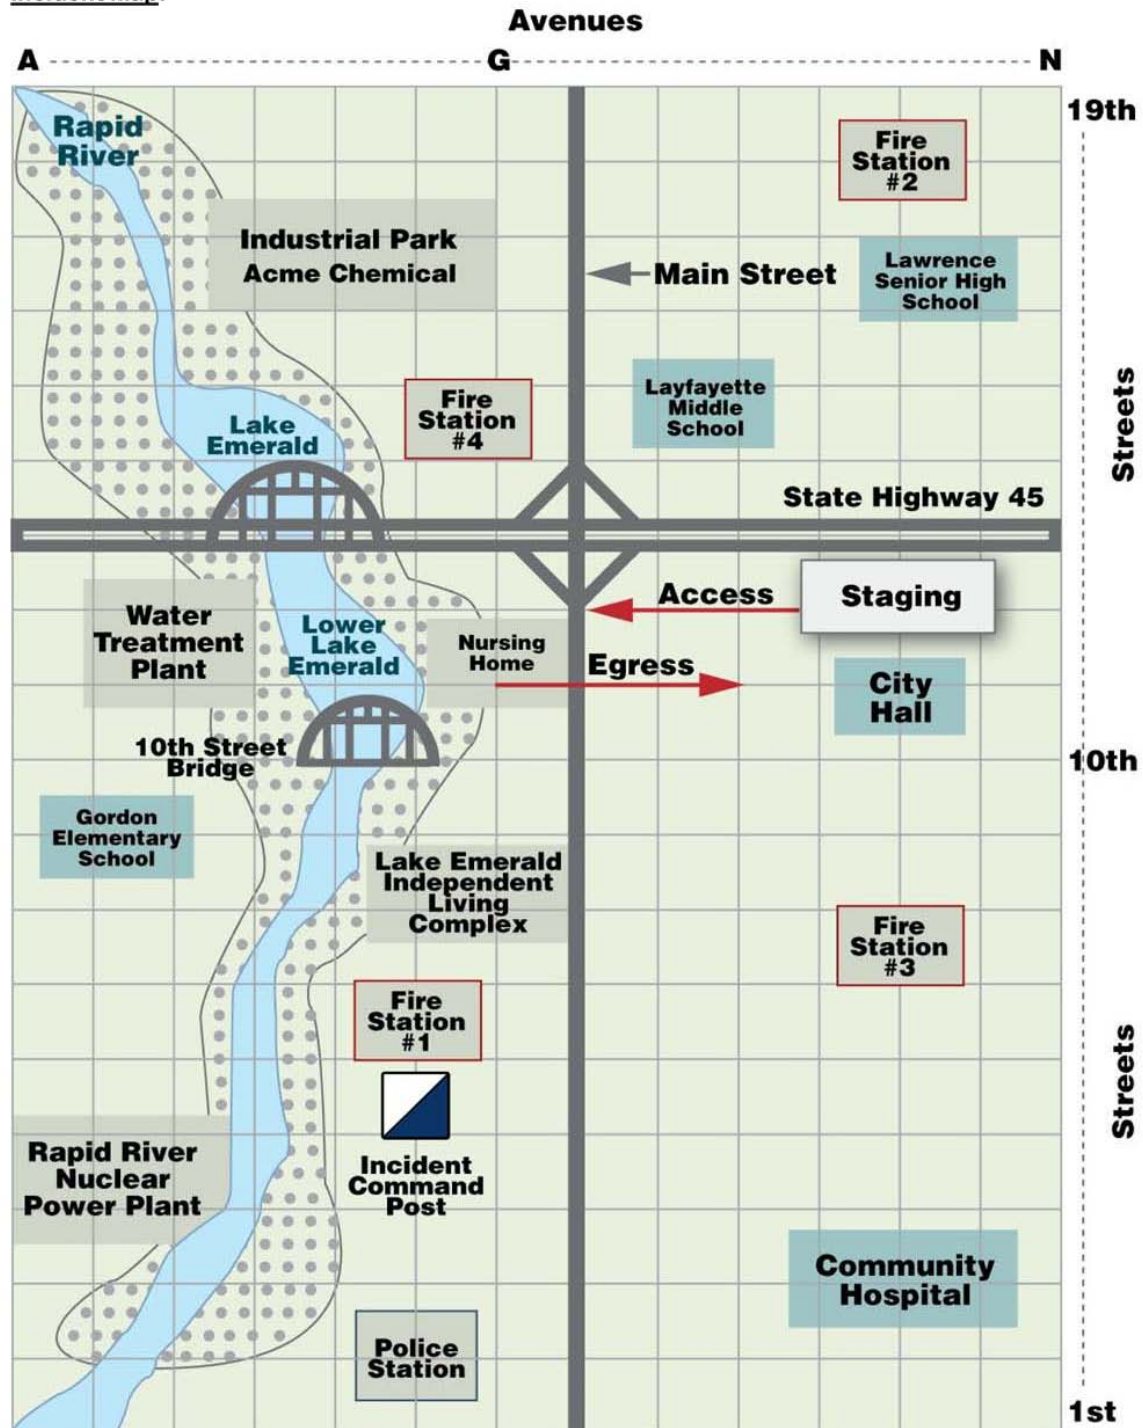 Avenues
A
G
N
19th
Rapid
River
Fire
Station
#2
Industrial Park
Acme Chemical
Main Street
Lawrence
Senior High
School
Layfayette
Middle
School
Fire
Station
#4
Lake
Emerald
Streets
State Highway 45
Access
Staging
Water
Treatment
Plant
Lower
Lake
Emerald
Nursing
Home
Egress
City
Hall
10th Street
Bridge
10th
Gordon
Elementary
School
Lake Emerald
Independent
Living
Complex
Fire
Station
#3
Fire
Station
#1
Streets
Rapid River
Nuclear
Power Plant
Incident
Command
Post
Community
Hospital
Police
Station
1st